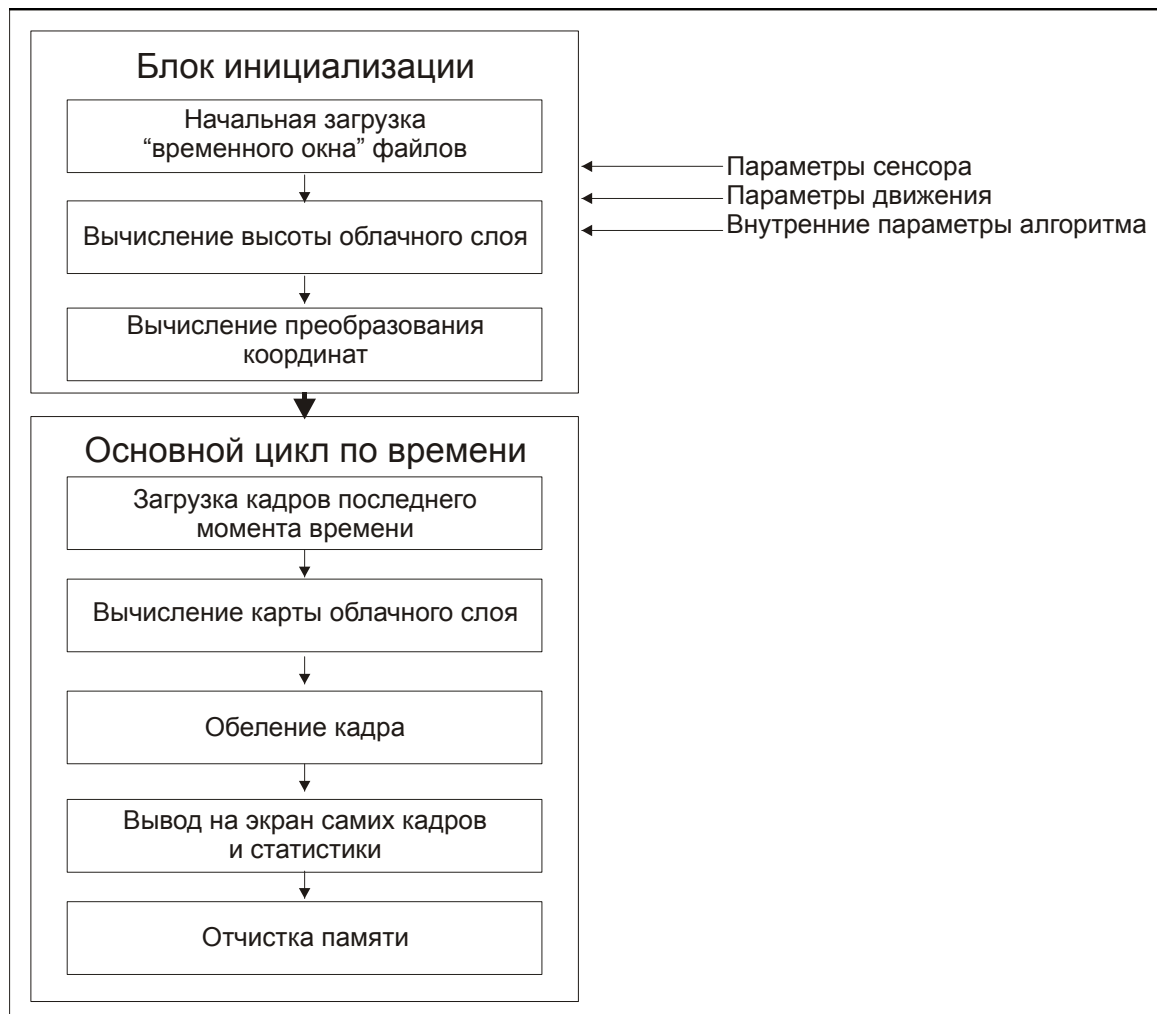 Блок инициализации
Начальная загрузка
“временного окна” файлов
Вычисление высоты облачного слоя
Вычисление преобразования
координат
Параметры сенсора
Параметры движения
Внутренние параметры алгоритма
Основной цикл по времени
Загрузка кадров последнего
момента времени
Вычисление карты облачного слоя
Обеление кадра
Вывод на экран самих кадров
и статистики
Отчистка памяти